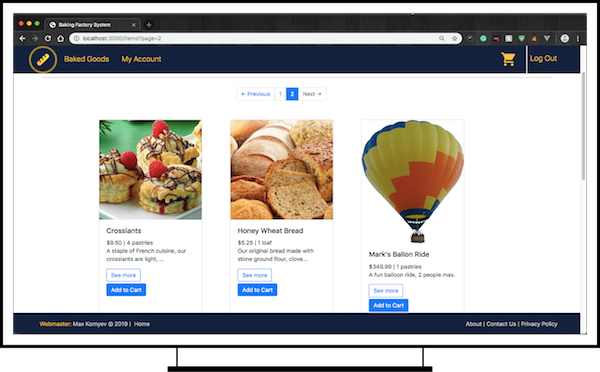 Baking Factory System
localhost:3000/items?page=2
Baked Goods My Account Log Out
← Previous 1 2 Next →
Crossiants
$9.50 | 4 pastries
A staple of French cuisine, our
crossiants are light, ...
See more
Add to Cart
Honey Wheat Bread
$5.25 | 1 loaf
Our original bread made with
stone ground flour, clove...
See more
Add to Cart
Mark's Ballon Ride
$349.99 | 1 pastries
A fun balloon ride, 2 people max.
See more
Add to Cart
Webmaster: Max Kornyev © 2019 | Home
About | Contact Us | Privacy Policy